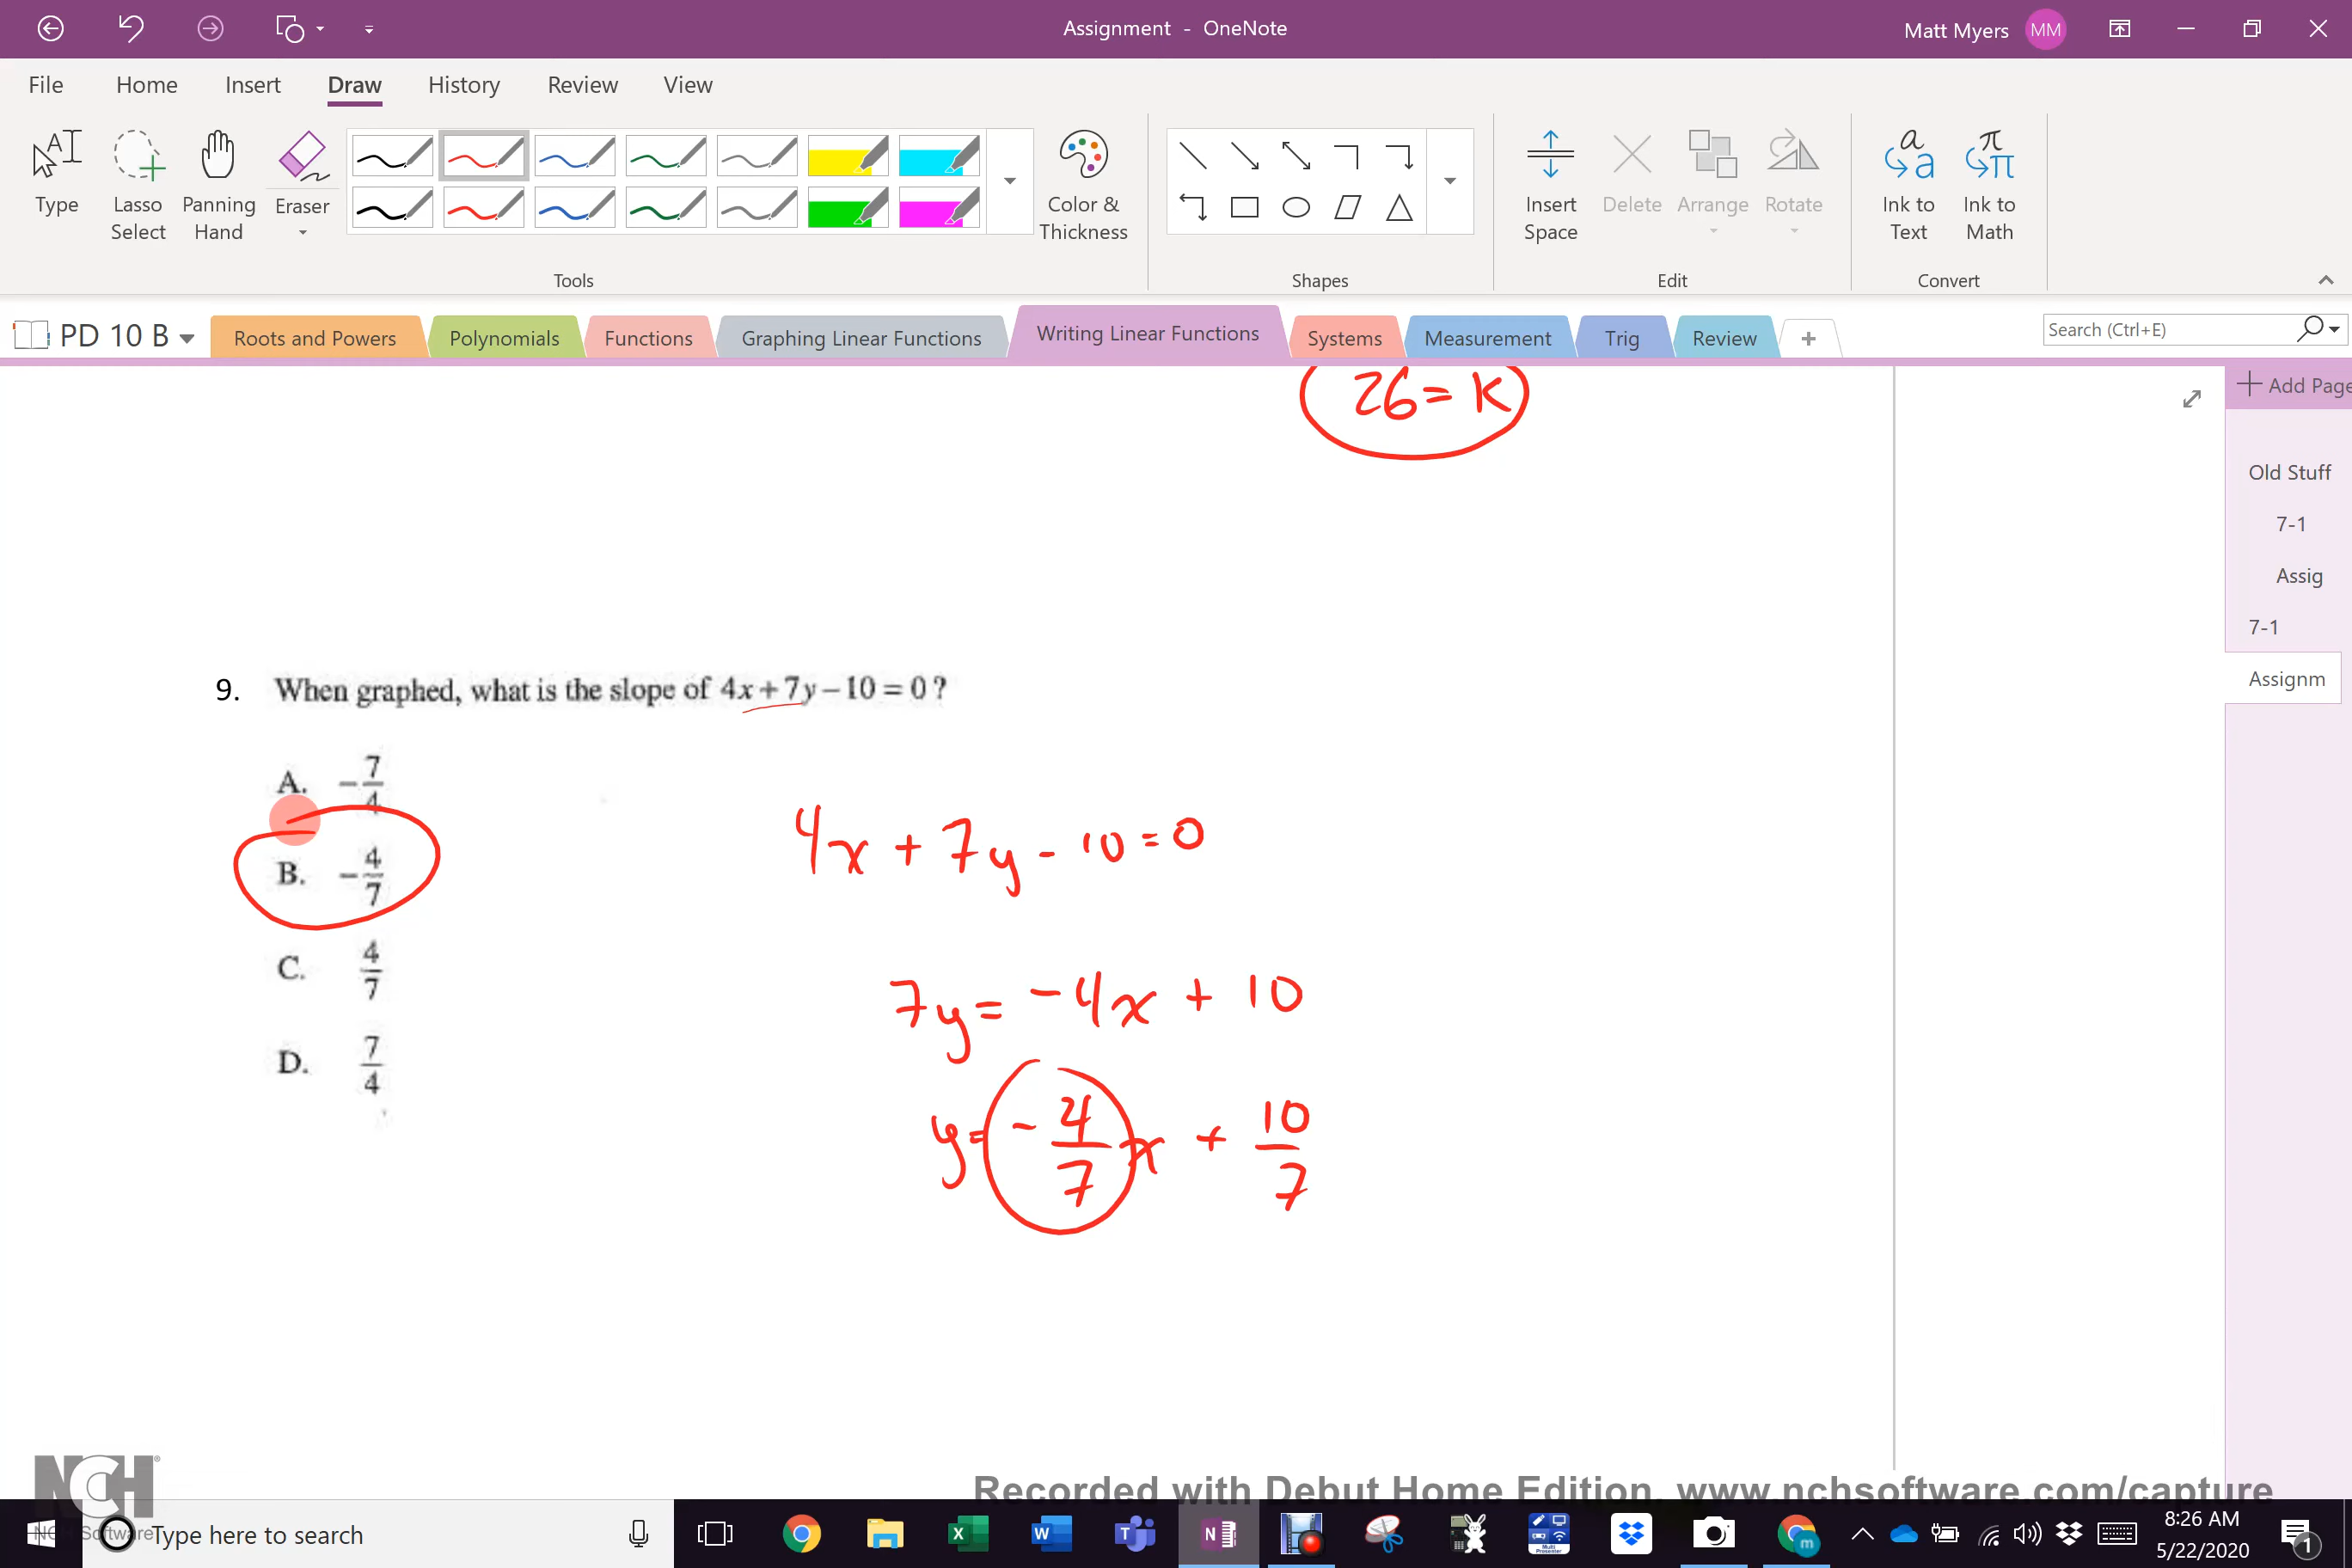 Assignment - OneNote
Matt Myers MM
File Home Insert Draw History Review View
Type
Lasso Select
Panning Hand
Eraser
Color & Thickness
Insert Space
Delete
Arrange
Rotate
Ink to Text
Ink to Math
Tools
Shapes
Edit
Convert
PD 10 B
Roots and Powers
Polynomials
Functions
Graphing Linear Functions
Writing Linear Functions
Systems
Measurement
Trig
Review
Search (Ctrl+E)
Add Page
Old Stuff
7-1
Assig
7-1
Assignm
26 = K
9. When graphed, what is the slope of 4x + 7y − 10 = 0 ?
A. −7/4
B. −4/7
C. 4/7
D. 7/4
4x + 7y - 10 = 0
7y = -4x + 10
y = -4/7 x + 10/7
NCH
NCH Software
Recorded with Debut Home Edition. www.nchsoftware.com/capture
Type here to search
8:26 AM
5/22/2020
1